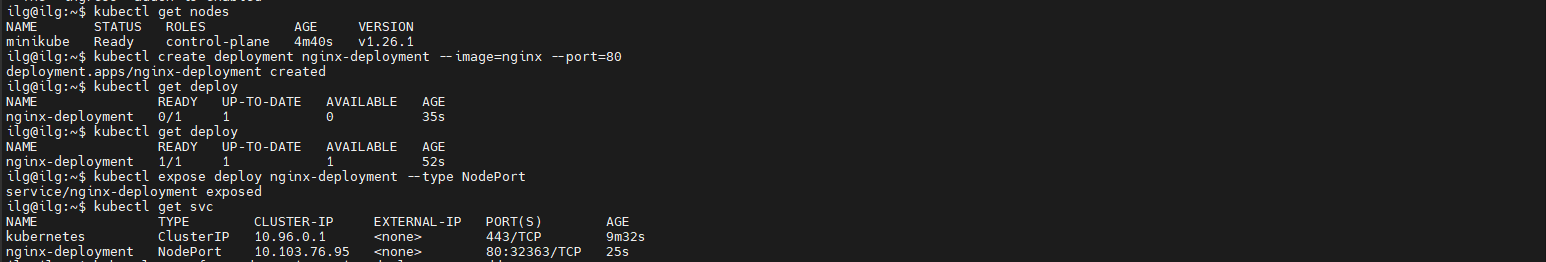 ilg@ilg:~$ kubectl get nodes
NAME       STATUS   ROLES           AGE     VERSION
minikube   Ready    control-plane   4m40s   v1.26.1
ilg@ilg:~$ kubectl create deployment nginx-deployment --image=nginx --port=80
deployment.apps/nginx-deployment created
ilg@ilg:~$ kubectl get deploy
NAME               READY   UP-TO-DATE   AVAILABLE   AGE
nginx-deployment   0/1     1            0           35s
ilg@ilg:~$ kubectl get deploy
NAME               READY   UP-TO-DATE   AVAILABLE   AGE
nginx-deployment   1/1     1            1           52s
ilg@ilg:~$ kubectl expose deploy nginx-deployment --type NodePort
service/nginx-deployment exposed
ilg@ilg:~$ kubectl get svc
NAME               TYPE        CLUSTER-IP     EXTERNAL-IP   PORT(S)        AGE
kubernetes         ClusterIP   10.96.0.1      <none>        443/TCP        9m32s
nginx-deployment   NodePort    10.103.76.95   <none>        80:32363/TCP   25s